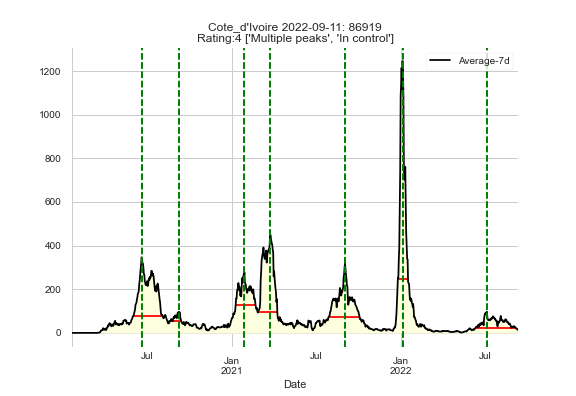 Cote_d'Ivoire 2022-09-11: 86919
Rating:4 ['Multiple peaks', 'In control']
Average-7d
1200
1000
800
600
400
200
0
Jul
Jan
2021
Jul
Jan
2022
Jul
Date